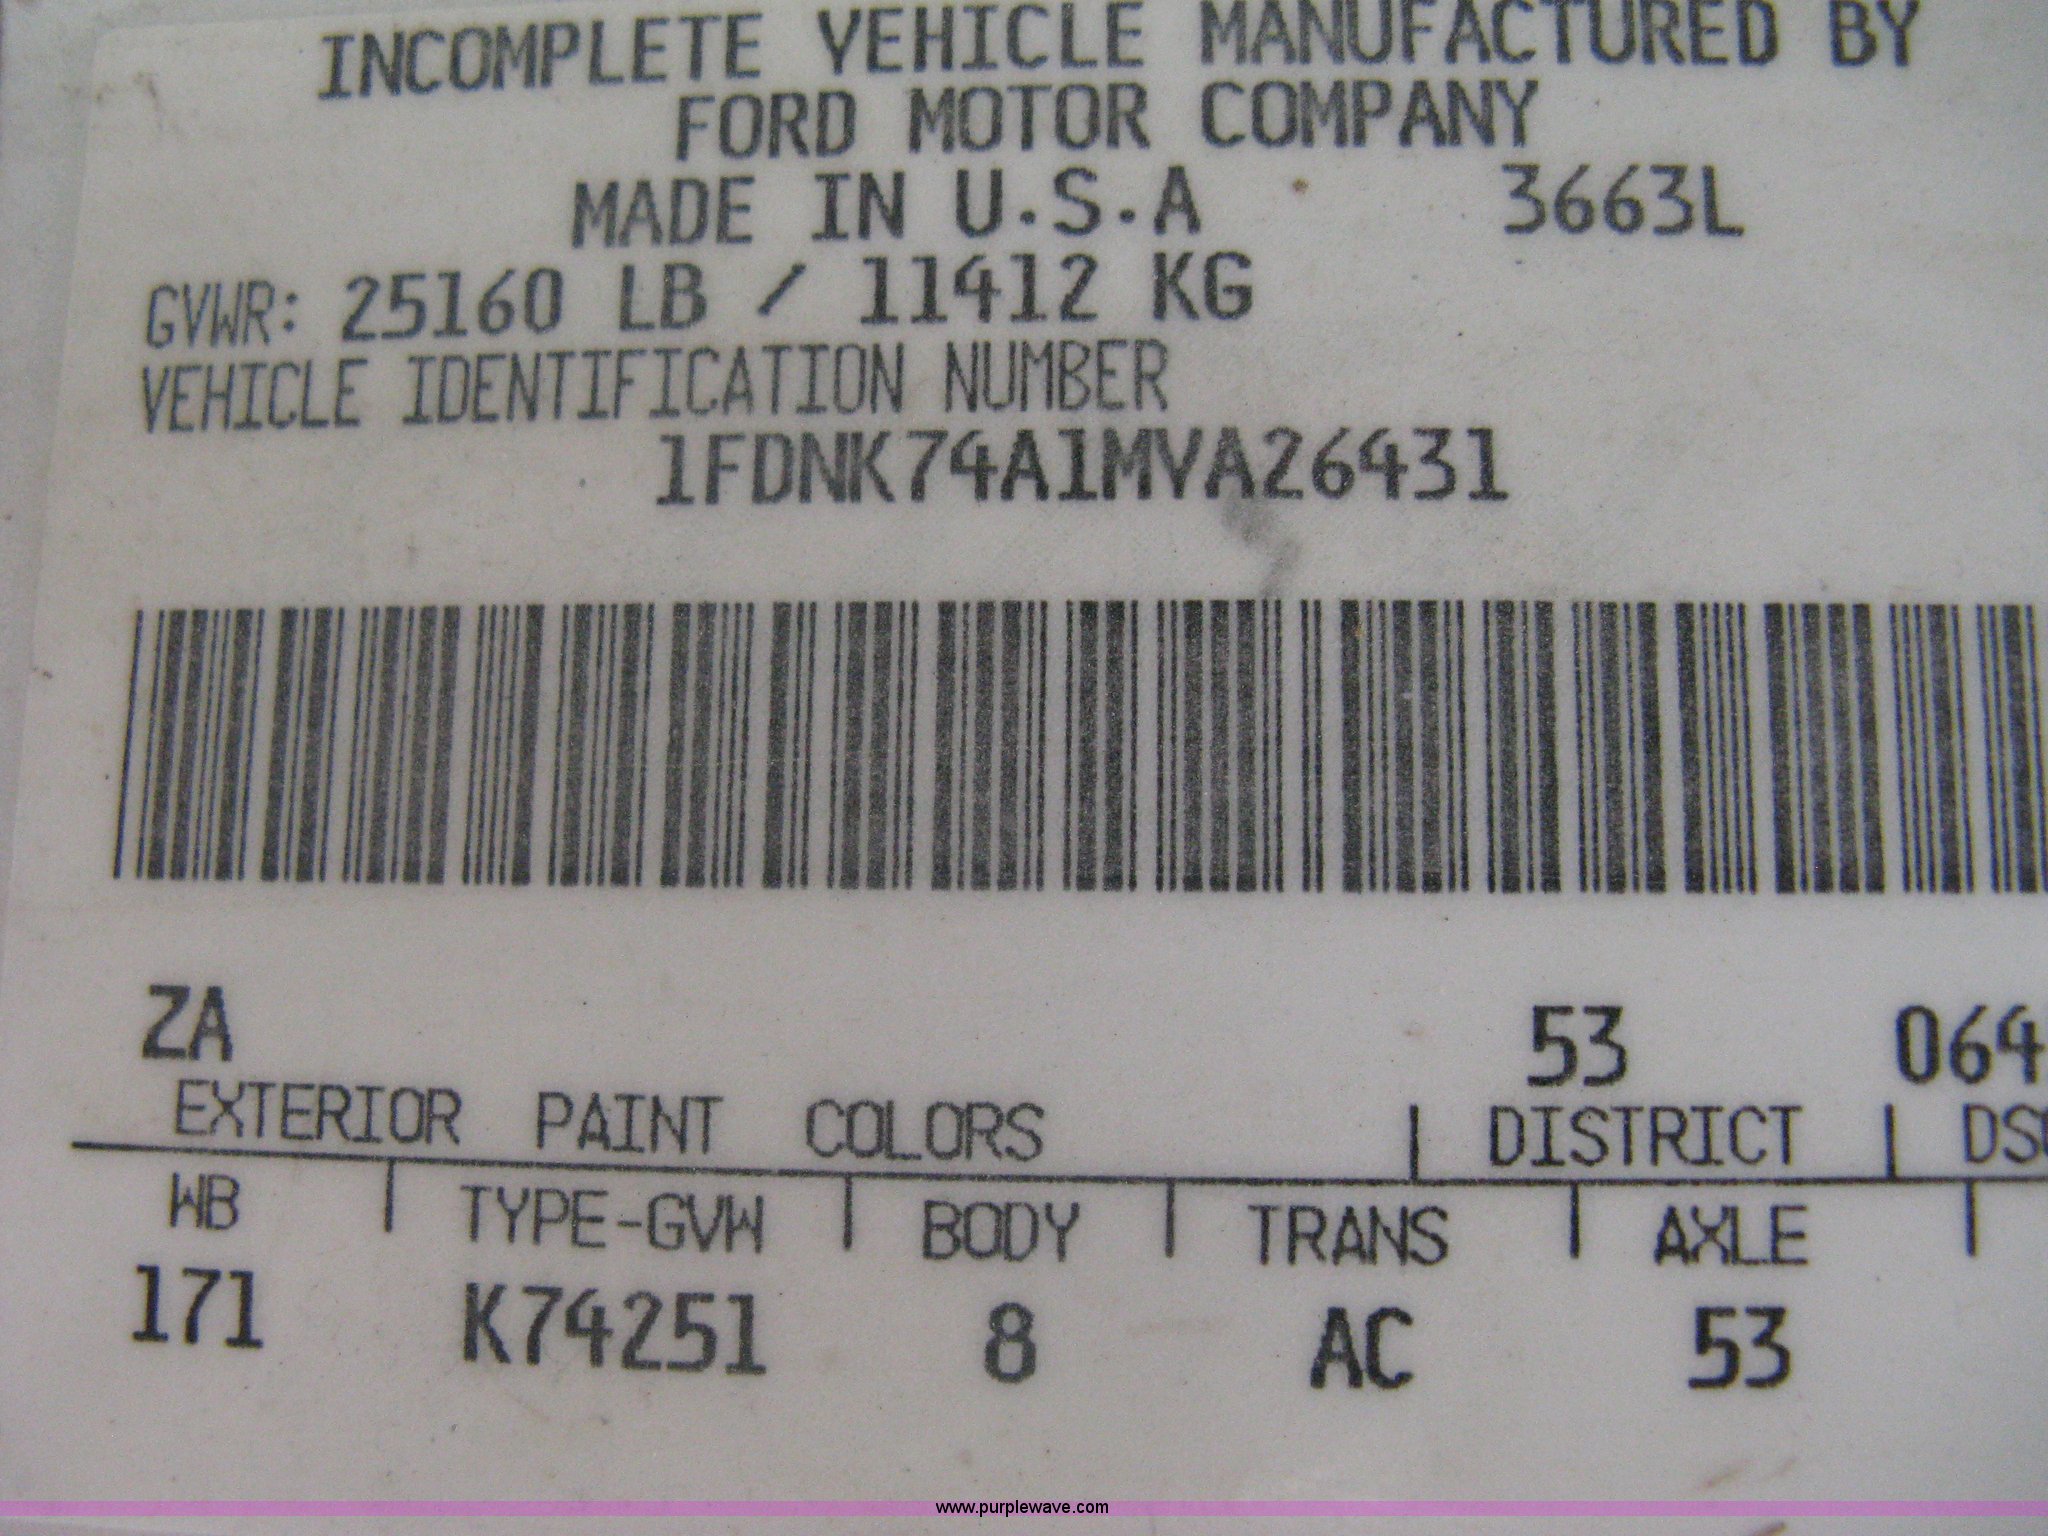 INCOMPLETE VEHICLE MANUFACTURED BY
FORD MOTOR COMPANY
MADE IN U.S.A 3663L
GVWR: 25160 LB / 11412 KG
VEHICLE IDENTIFICATION NUMBER
1FDNK74A1MVA26431
ZA 53 064
EXTERIOR PAINT COLORS | DISTRICT |
WB | TYPE-GVW | BODY | TRANS | AXLE |
171 K74251 8 AC 53
www.purplewave.com